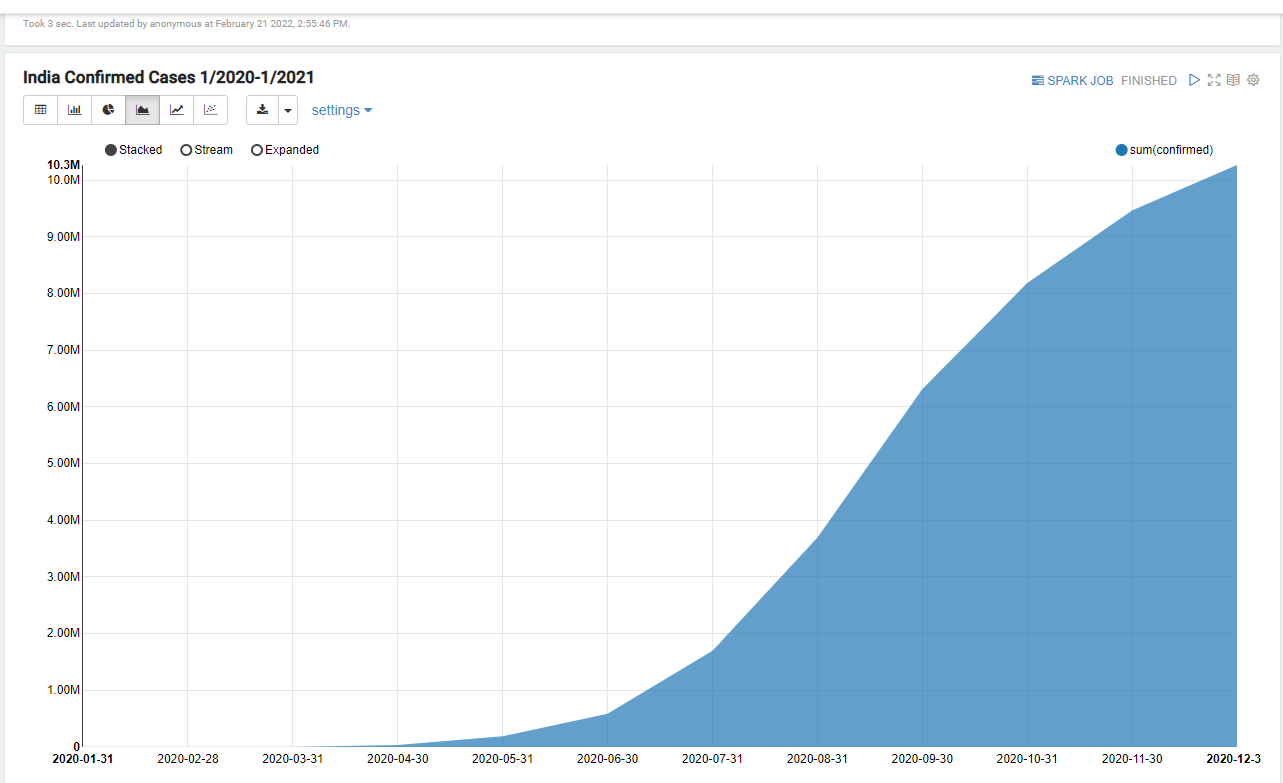 Took 3 sec. Last updated by anonymous at February 21 2022, 2:55:46 PM.
India Confirmed Cases 1/2020-1/2021
SPARK JOB FINISHED
settings
Stacked Stream Expanded sum(confirmed)
10.3M
10.0M
9.00M
8.00M
7.00M
6.00M
5.00M
4.00M
3.00M
2.00M
1.00M
0
2020-01-31 2020-02-28 2020-03-31 2020-04-30 2020-05-31 2020-06-30 2020-07-31 2020-08-31 2020-09-30 2020-10-31 2020-11-30 2020-12-3